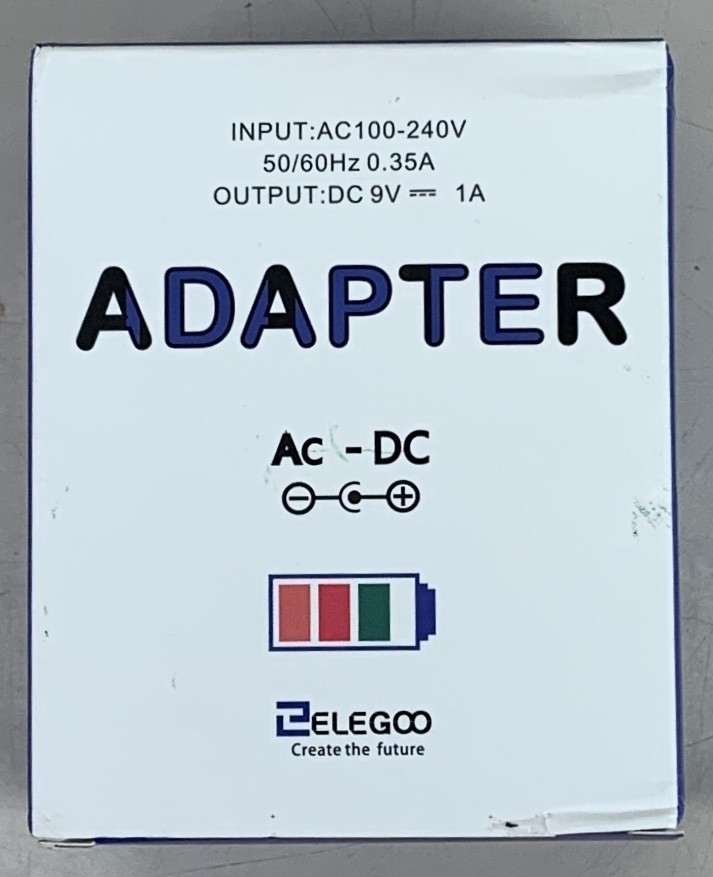 INPUT:AC100-240V
50/60Hz 0.35A
OUTPUT:DC 9V ⎓ 1A
ADAPTER
AC - DC
ELEGOO
Create the future